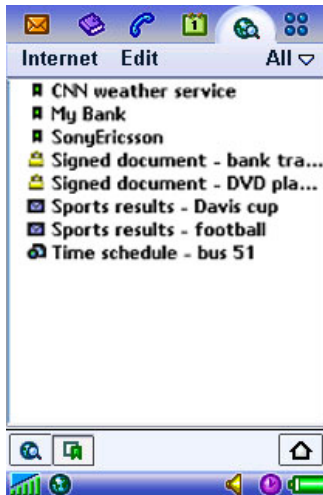 1
Internet Edit All
CNN weather service
My Bank
SonyEricsson
Signed document - bank tra...
Signed document - DVD pla...
Sports results - Davis cup
Sports results - football
Time schedule - bus 51